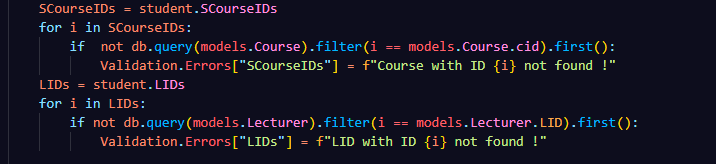 SCourseIDs = student.SCourseIDs
for i in SCourseIDs:
    if  not db.query(models.Course).filter(i == models.Course.cid).first():
        Validation.Errors["SCourseIDs"] = f"Course with ID {i} not found !"
LIDs = student.LIDs
for i in LIDs:
    if not db.query(models.Lecturer).filter(i == models.Lecturer.LID).first():
        Validation.Errors["LIDs"] = f"LID with ID {i} not found !"